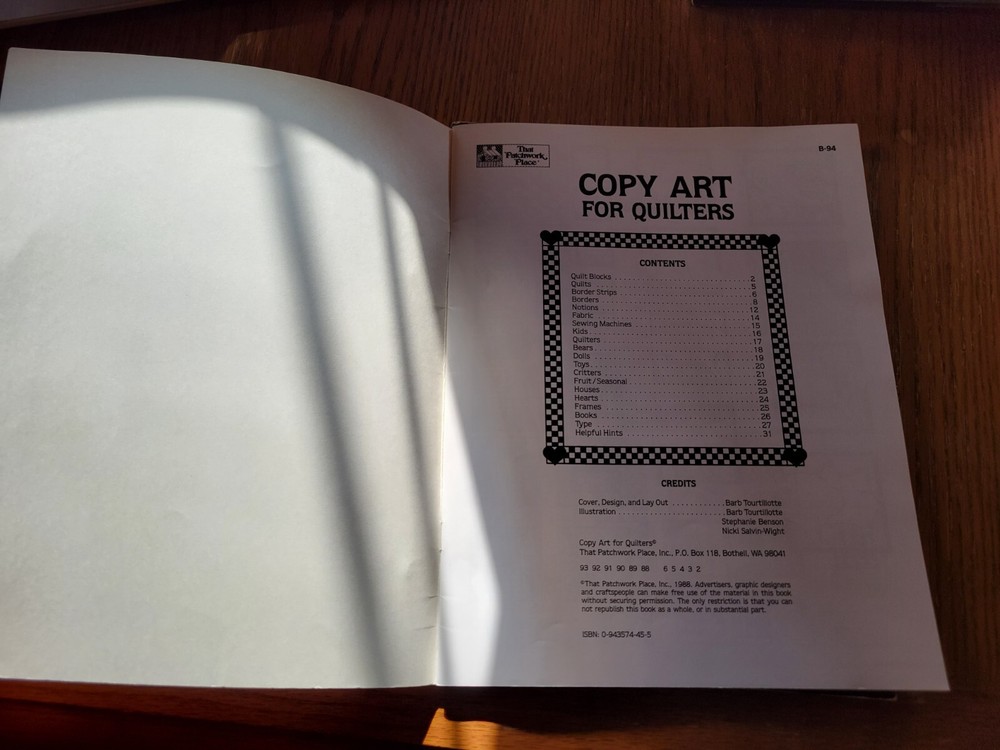 That
Patchwork
Place
B-94
COPY ART
FOR QUILTERS
CONTENTS
Quilt Blocks . . . . . . . . . . . . . . . . . . . . . . . . . . . . 2
Quilts . . . . . . . . . . . . . . . . . . . . . . . . . . . . 5
Border Strips . . . . . . . . . . . . . . . . . . . . . . . . . . . . 6
Borders . . . . . . . . . . . . . . . . . . . . . . . . . . . . 8
Notions . . . . . . . . . . . . . . . . . . . . . . . . . . . . 12
Fabric . . . . . . . . . . . . . . . . . . . . . . . . . . . . 14
Sewing Machines . . . . . . . . . . . . . . . . . . . . . . . . . . . . 15
Kids . . . . . . . . . . . . . . . . . . . . . . . . . . . . 16
Quilters . . . . . . . . . . . . . . . . . . . . . . . . . . . . 17
Bears . . . . . . . . . . . . . . . . . . . . . . . . . . . . 18
Dolls . . . . . . . . . . . . . . . . . . . . . . . . . . . . 19
Toys . . . . . . . . . . . . . . . . . . . . . . . . . . . . 20
Critters . . . . . . . . . . . . . . . . . . . . . . . . . . . . 21
Fruit/Seasonal . . . . . . . . . . . . . . . . . . . . . . . . . . . . 22
Houses . . . . . . . . . . . . . . . . . . . . . . . . . . . . 23
Hearts . . . . . . . . . . . . . . . . . . . . . . . . . . . . 24
Frames . . . . . . . . . . . . . . . . . . . . . . . . . . . . 25
Books . . . . . . . . . . . . . . . . . . . . . . . . . . . . 26
Type . . . . . . . . . . . . . . . . . . . . . . . . . . . . 27
Helpful Hints . . . . . . . . . . . . . . . . . . . . . . . . . . . . 31
CREDITS
Cover, Design, and Lay Out . . . . . . . . . . . Barb Tourtillotte
Illustration . . . . . . . . . . . . . . . . . . . . . . Barb Tourtillotte
Stephanie Benson
Nicki Salvin-Wight
Copy Art for Quilters®
That Patchwork Place, Inc., P.O. Box 118, Bothell, WA 98041
93 92 91 90 89 88 6 5 4 3 2
©That Patchwork Place, Inc., 1988. Advertisers, graphic designers
and craftspeople can make free use of the material in this book
without securing permission. The only restriction is that you can
not republish this book as a whole, or in substantial part.
ISBN: 0-943574-45-5